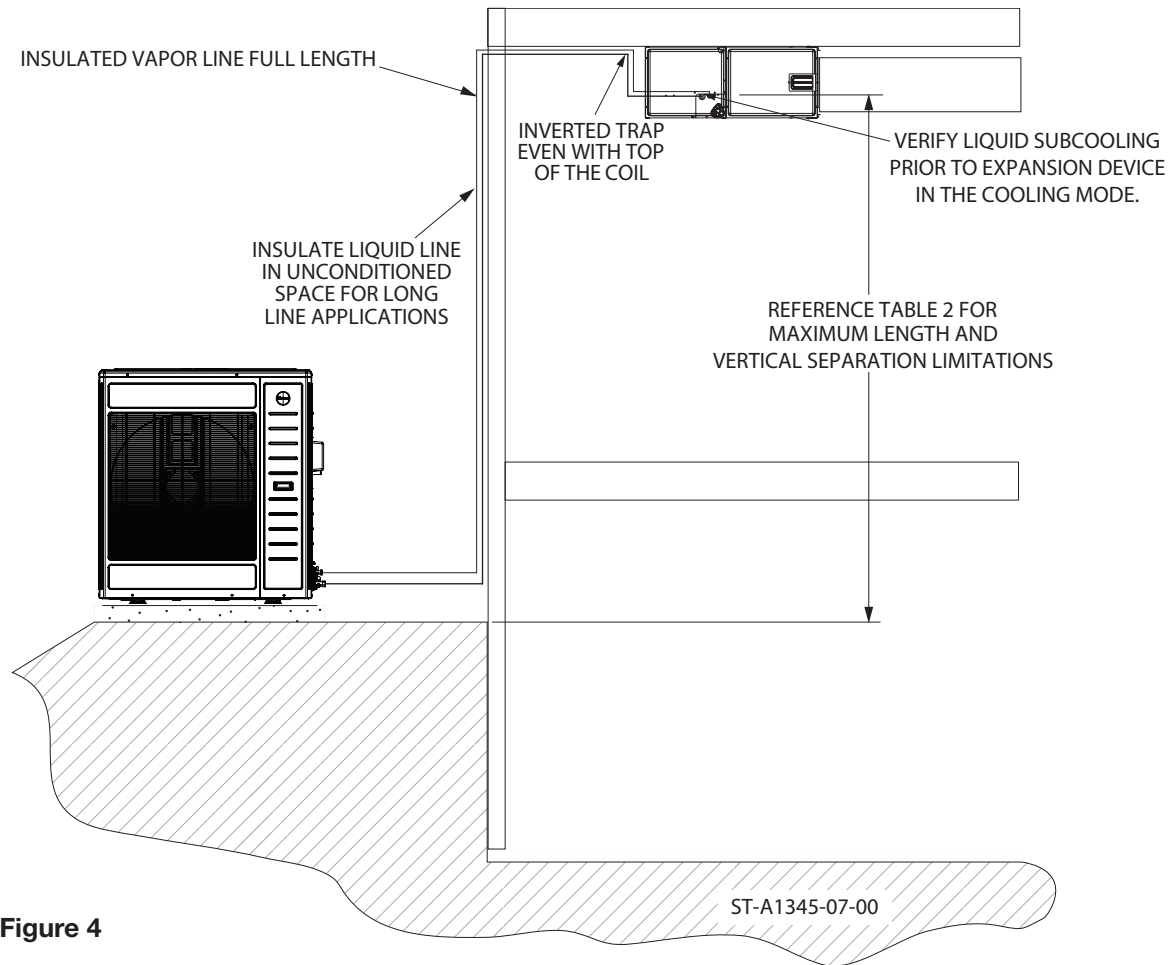 INSULATED VAPOR LINE FULL LENGTH
INVERTED TRAP
EVEN WITH TOP
OF THE COIL
VERIFY LIQUID SUBCOOLING
PRIOR TO EXPANSION DEVICE
IN THE COOLING MODE.
INSULATE LIQUID LINE
IN UNCONDITIONED
SPACE FOR LONG
LINE APPLICATIONS
REFERENCE TABLE 2 FOR
MAXIMUM LENGTH AND
VERTICAL SEPARATION LIMITATIONS
ST-A1345-07-00
Figure 4